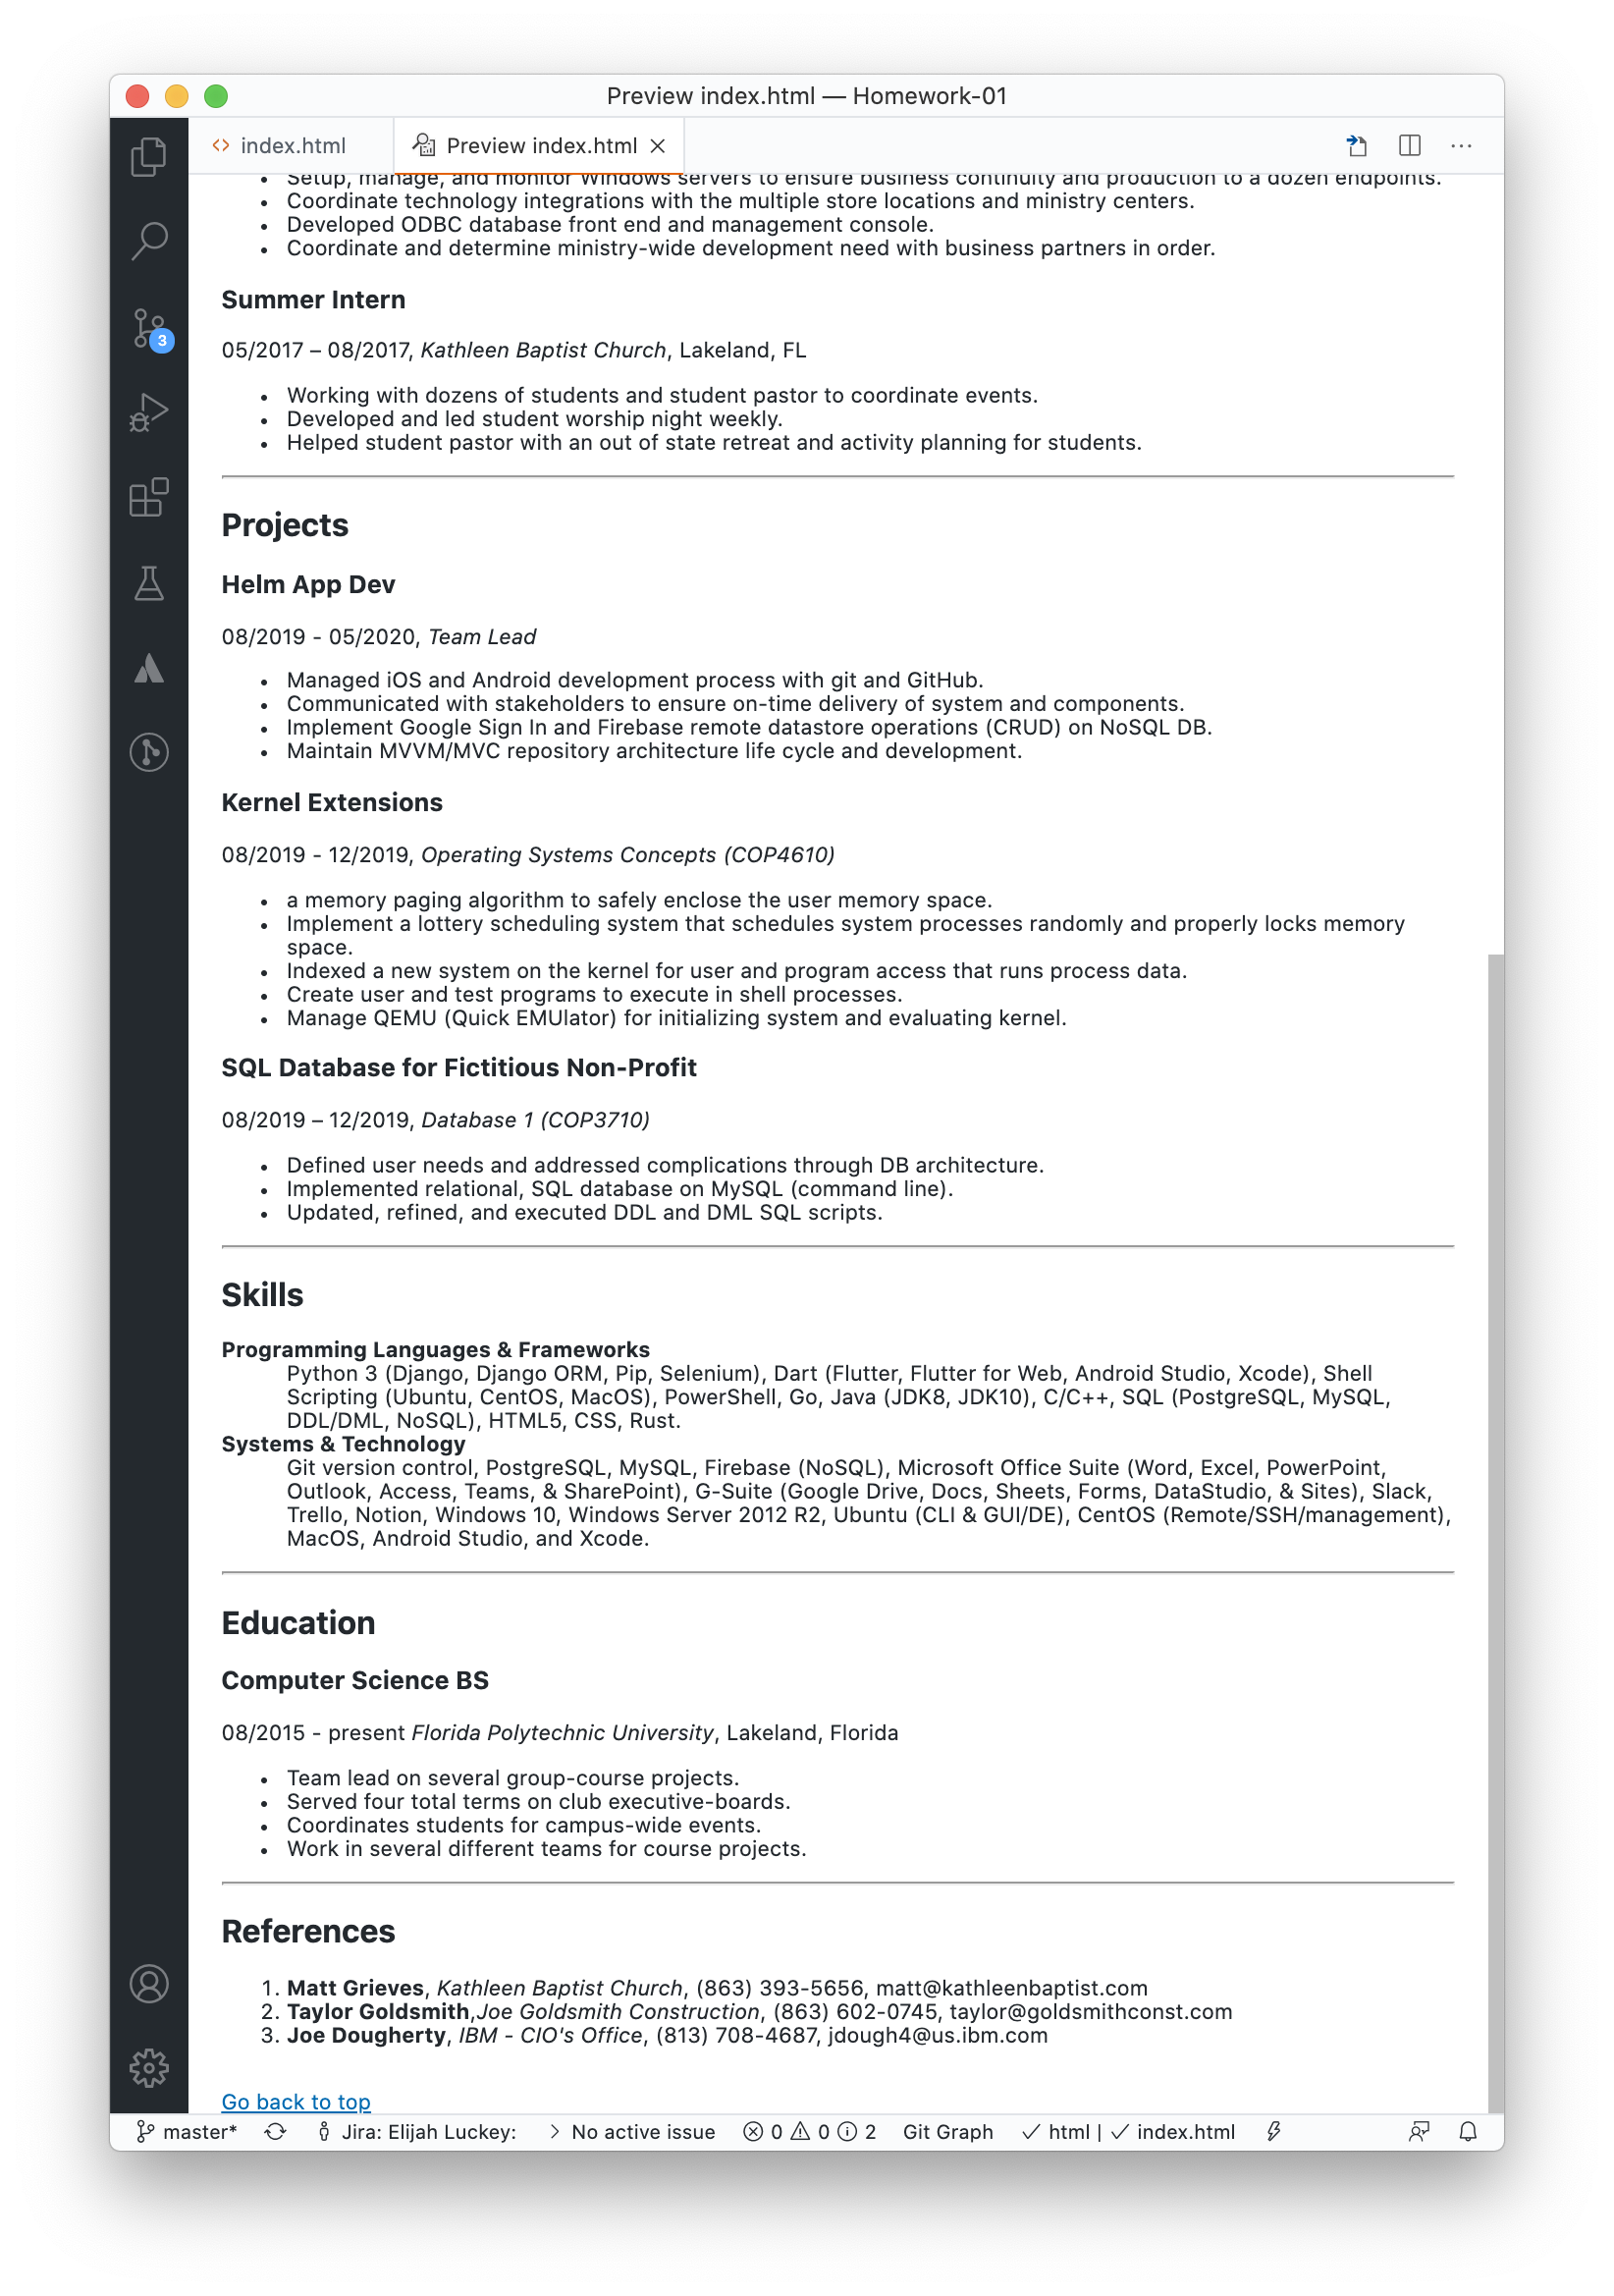 Preview index.html — Homework-01
index.html
Preview index.html
Setup, manage, and monitor Windows servers to ensure business continuity and production to a dozen endpoints.
Coordinate technology integrations with the multiple store locations and ministry centers.
Developed ODBC database front end and management console.
Coordinate and determine ministry-wide development need with business partners in order.
Summer Intern
05/2017 – 08/2017, Kathleen Baptist Church, Lakeland, FL
Working with dozens of students and student pastor to coordinate events.
Developed and led student worship night weekly.
Helped student pastor with an out of state retreat and activity planning for students.
Projects
Helm App Dev
08/2019 - 05/2020, Team Lead
Managed iOS and Android development process with git and GitHub.
Communicated with stakeholders to ensure on-time delivery of system and components.
Implement Google Sign In and Firebase remote datastore operations (CRUD) on NoSQL DB.
Maintain MVVM/MVC repository architecture life cycle and development.
3
Kernel Extensions
08/2019 - 12/2019, Operating Systems Concepts (COP4610)
a memory paging algorithm to safely enclose the user memory space.
Implement a lottery scheduling system that schedules system processes randomly and properly locks memory
space.
Indexed a new system on the kernel for user and program access that runs process data.
Create user and test programs to execute in shell processes.
Manage QEMU (Quick EMUlator) for initializing system and evaluating kernel.
SQL Database for Fictitious Non-Profit
08/2019 – 12/2019, Database 1 (COP3710)
Defined user needs and addressed complications through DB architecture.
Implemented relational, SQL database on MySQL (command line).
Updated, refined, and executed DDL and DML SQL scripts.
Skills
Programming Languages & Frameworks
Python 3 (Django, Django ORM, Pip, Selenium), Dart (Flutter, Flutter for Web, Android Studio, Xcode), Shell
Scripting (Ubuntu, CentOS, MacOS), PowerShell, Go, Java (JDK8, JDK10), C/C++, SQL (PostgreSQL, MySQL,
DDL/DML, NoSQL), HTML5, CSS, Rust.
Systems & Technology
Git version control, PostgreSQL, MySQL, Firebase (NoSQL), Microsoft Office Suite (Word, Excel, PowerPoint,
Outlook, Access, Teams, & SharePoint), G-Suite (Google Drive, Docs, Sheets, Forms, DataStudio, & Sites), Slack,
Trello, Notion, Windows 10, Windows Server 2012 R2, Ubuntu (CLI & GUI/DE), CentOS (Remote/SSH/management),
MacOS, Android Studio, and Xcode.
Education
Computer Science BS
08/2015 - present Florida Polytechnic University, Lakeland, Florida
Team lead on several group-course projects.
Served four total terms on club executive-boards.
Coordinates students for campus-wide events.
Work in several different teams for course projects.
References
1. Matt Grieves, Kathleen Baptist Church, (863) 393-5656, matt@kathleenbaptist.com
2. Taylor Goldsmith,Joe Goldsmith Construction, (863) 602-0745, taylor@goldsmithconst.com
3. Joe Dougherty, IBM - CIO's Office, (813) 708-4687, jdough4@us.ibm.com
Go back to top
master* Jira: Elijah Luckey: No active issue 0 0 2 Git Graph html | index.html